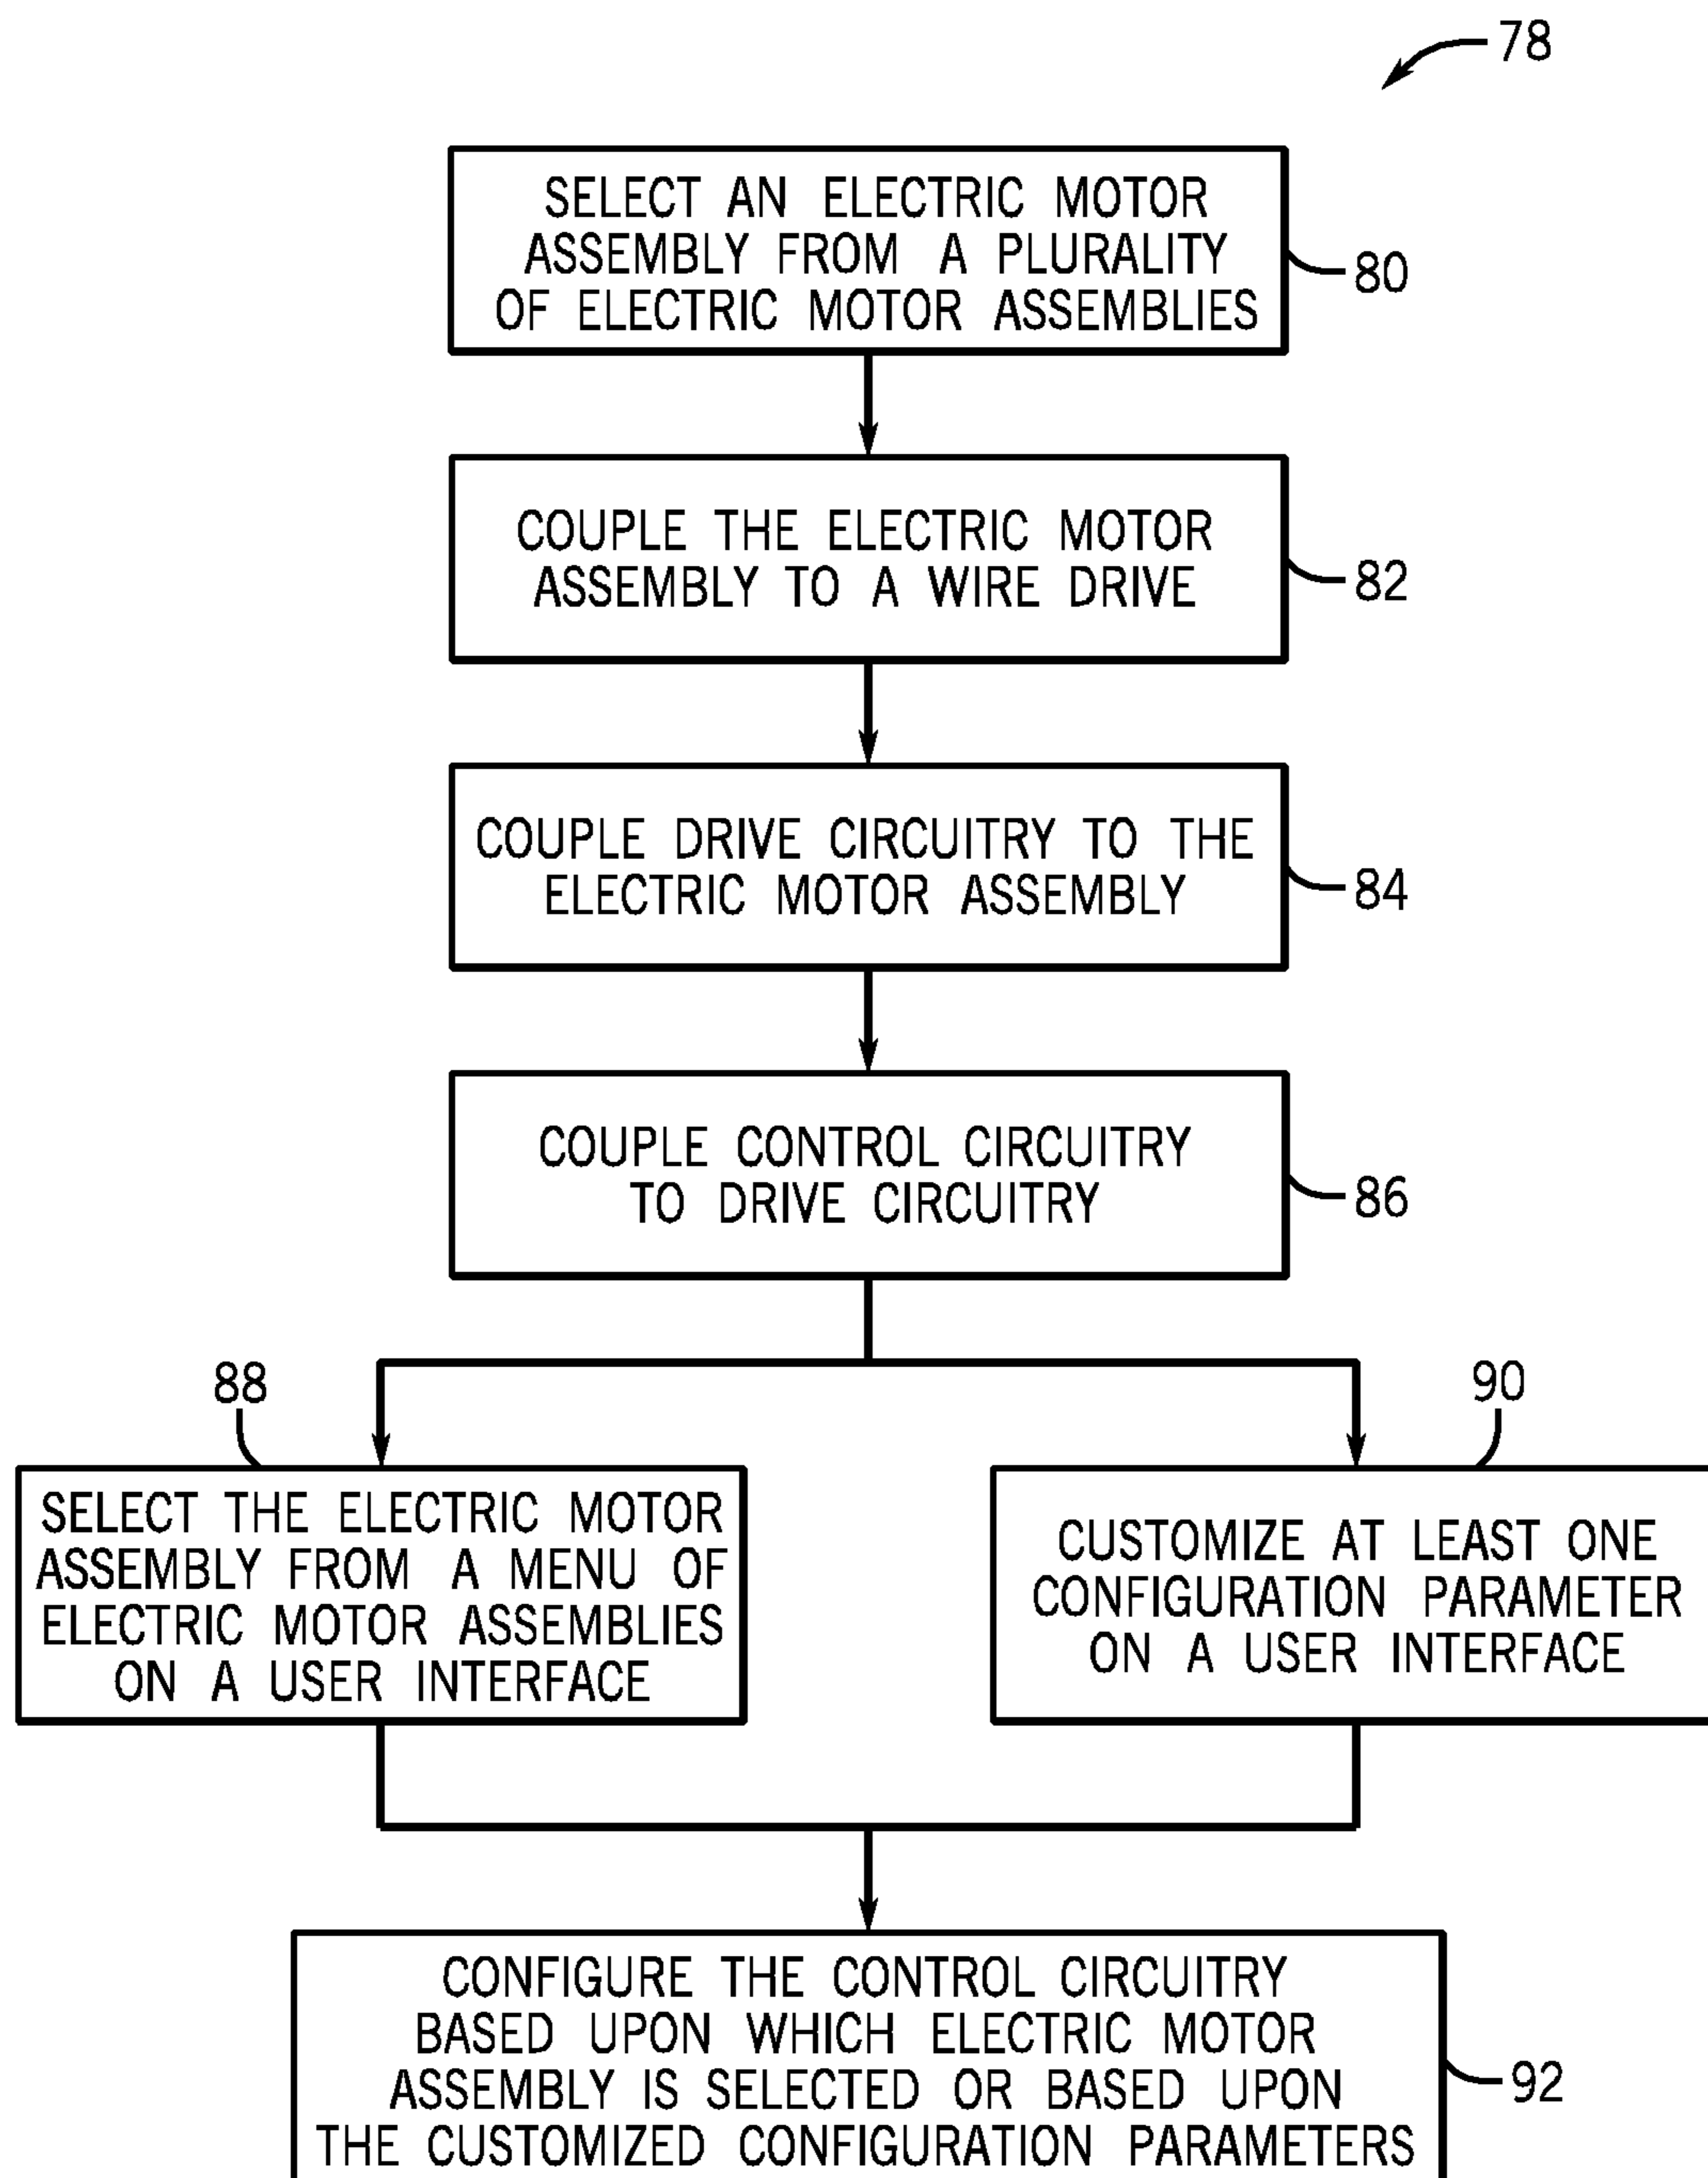 78
SELECT AN ELECTRIC MOTOR
ASSEMBLY FROM A PLURALITY
OF ELECTRIC MOTOR ASSEMBLIES
80
COUPLE THE ELECTRIC MOTOR
ASSEMBLY TO A WIRE DRIVE
82
COUPLE DRIVE CIRCUITRY TO THE
ELECTRIC MOTOR ASSEMBLY
84
COUPLE CONTROL CIRCUITRY
TO DRIVE CIRCUITRY
86
88
SELECT THE ELECTRIC MOTOR
ASSEMBLY FROM A MENU OF
ELECTRIC MOTOR ASSEMBLIES
ON A USER INTERFACE
90
CUSTOMIZE AT LEAST ONE
CONFIGURATION PARAMETER
ON A USER INTERFACE
CONFIGURE THE CONTROL CIRCUITRY
BASED UPON WHICH ELECTRIC MOTOR
ASSEMBLY IS SELECTED OR BASED UPON
THE CUSTOMIZED CONFIGURATION PARAMETERS
92